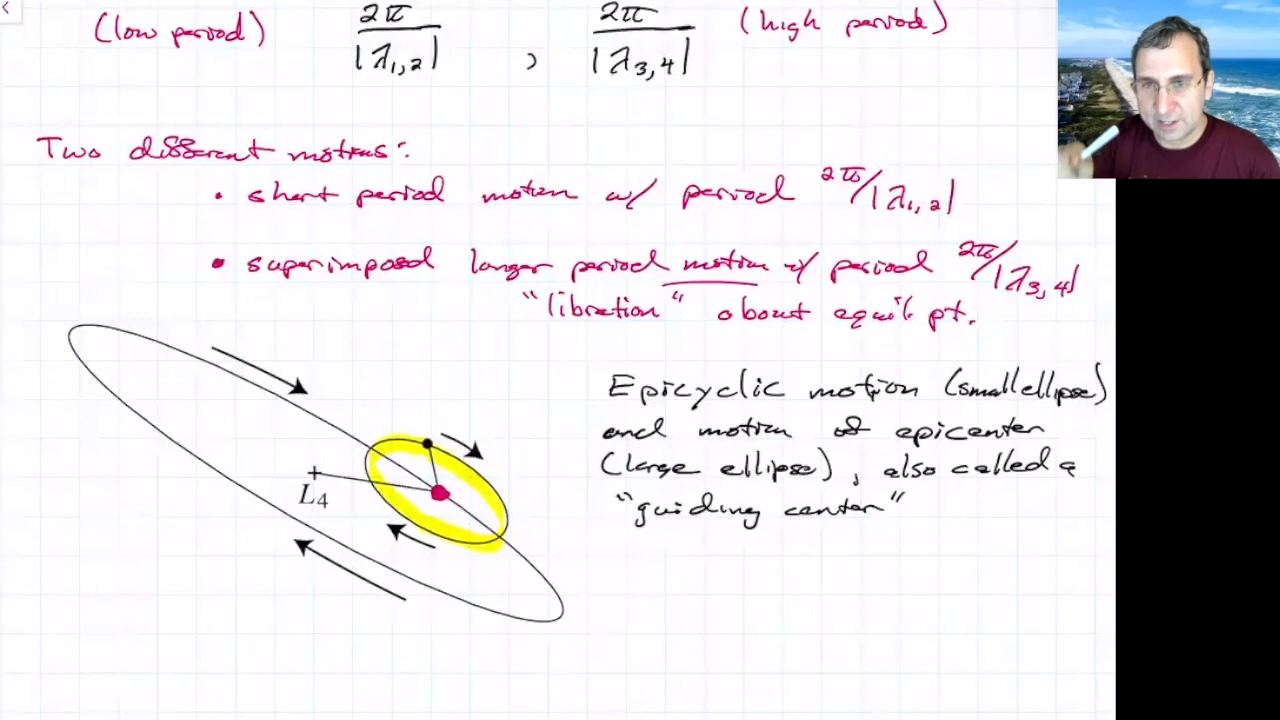 (low period) 2π/|λ1,2| , 2π/|λ3,4| (high period)
Two different motions:
• short period motion w/ period 2π/|λ1,2|
• superimposed longer period motion w/ period 2π/|λ3,4|
"libration" about equil. pt.
Epicyclic motion (small ellipse)
and motion of epicenter
(large ellipse), also called a
"guiding center"
L4